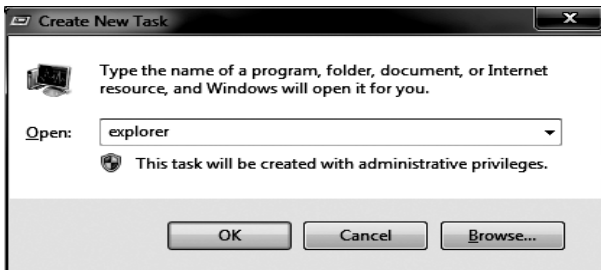 Create New Task
Type the name of a program, folder, document, or Internet
resource, and Windows will open it for you.
Open: explorer
This task will be created with administrative privileges.
OK Cancel Browse...